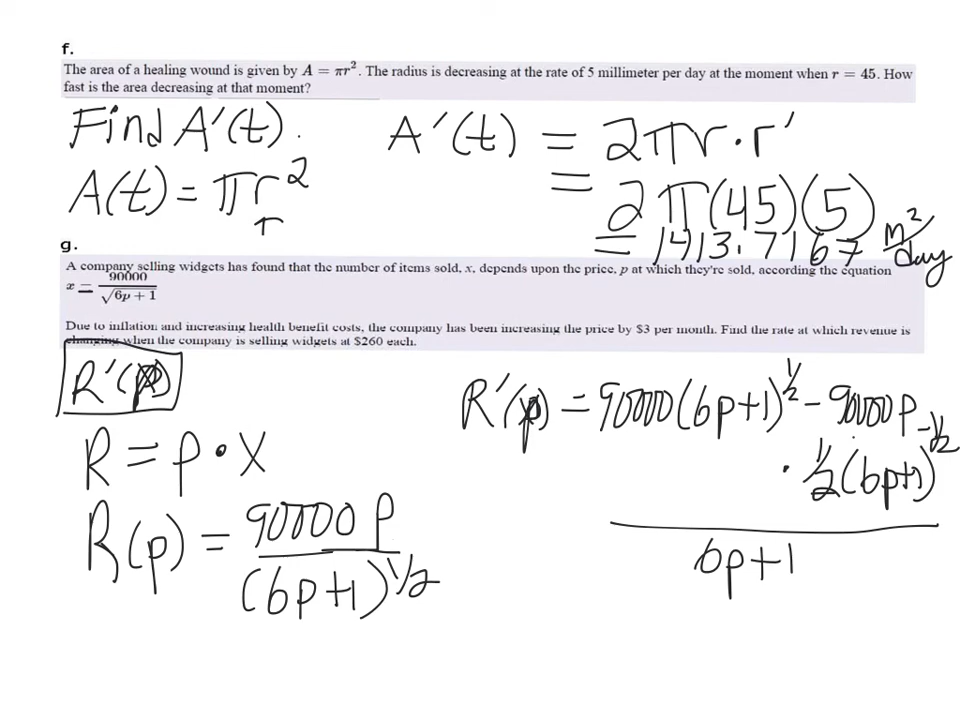 f.
The area of a healing wound is given by A = πr². The radius is decreasing at the rate of 5 millimeter per day at the moment when r = 45. How
fast is the area decreasing at that moment?
Find A'(t).
A(t) = πr²
r
A'(t) = 2πr·r'
= 2π(45)(5)
= 1413.7167 m²/day
g.
A company selling widgets has found that the number of items sold, x, depends upon the price, p at which they're sold, according the equation
x = 90000/√(6p + 1)
Due to inflation and increasing health benefit costs, the company has been increasing the price by $3 per month. Find the rate at which revenue is
changing when the company is selling widgets at $260 each.
R'(p)
R = p·x
R(p) = 90000p/(6p+1)^1/2
R'(p) = 90000(6p+1)^1/2 - 90000p
· 1/2(6p+1)^-1/2
6p+1